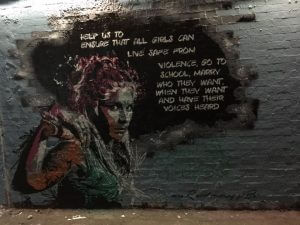 HELP US TO
ENSURE THAT ALL GIRLS CAN
LIVE SAFE FROM
VIOLENCE, GO TO
SCHOOL, MARRY
WHO THEY WANT,
WHEN THEY WANT
AND HAVE THEIR
VOICES HEARD